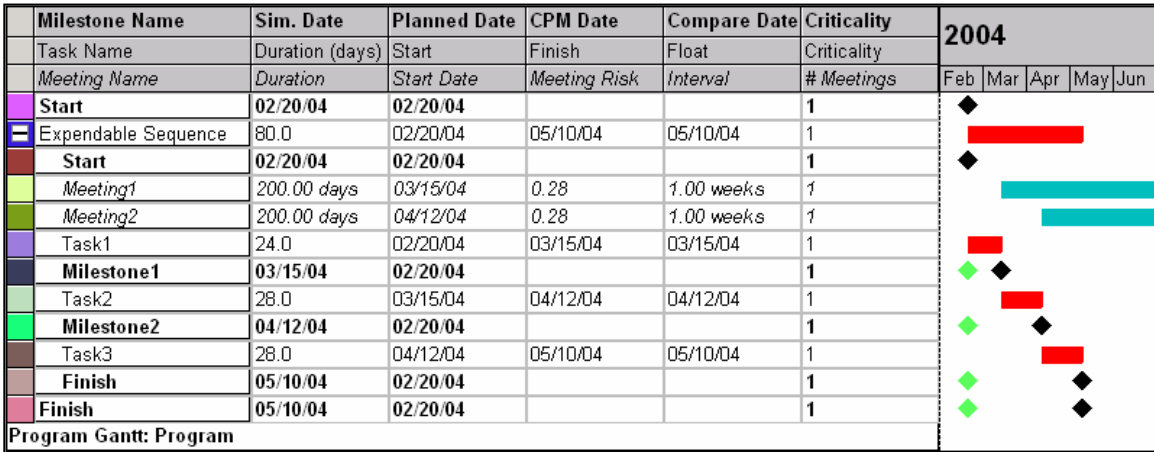 Milestone Name Sim. Date Planned Date CPM Date Compare Date Criticality 2004
Task Name Duration (days) Start Finish Float Criticality
Meeting Name Duration Start Date Meeting Risk Interval # Meetings Feb Mar Apr May Jun
Start 02/20/04 02/20/04 1
Expendable Sequence 80.0 02/20/04 05/10/04 05/10/04 1
Start 02/20/04 02/20/04 1
Meeting1 200.00 days 03/15/04 0.28 1.00 weeks 1
Meeting2 200.00 days 04/12/04 0.28 1.00 weeks 1
Task1 24.0 02/20/04 03/15/04 03/15/04 1
Milestone1 03/15/04 02/20/04 1
Task2 28.0 03/15/04 04/12/04 04/12/04 1
Milestone2 04/12/04 02/20/04 1
Task3 28.0 04/12/04 05/10/04 05/10/04 1
Finish 05/10/04 02/20/04 1
Finish 05/10/04 02/20/04 1
Program Gantt: Program